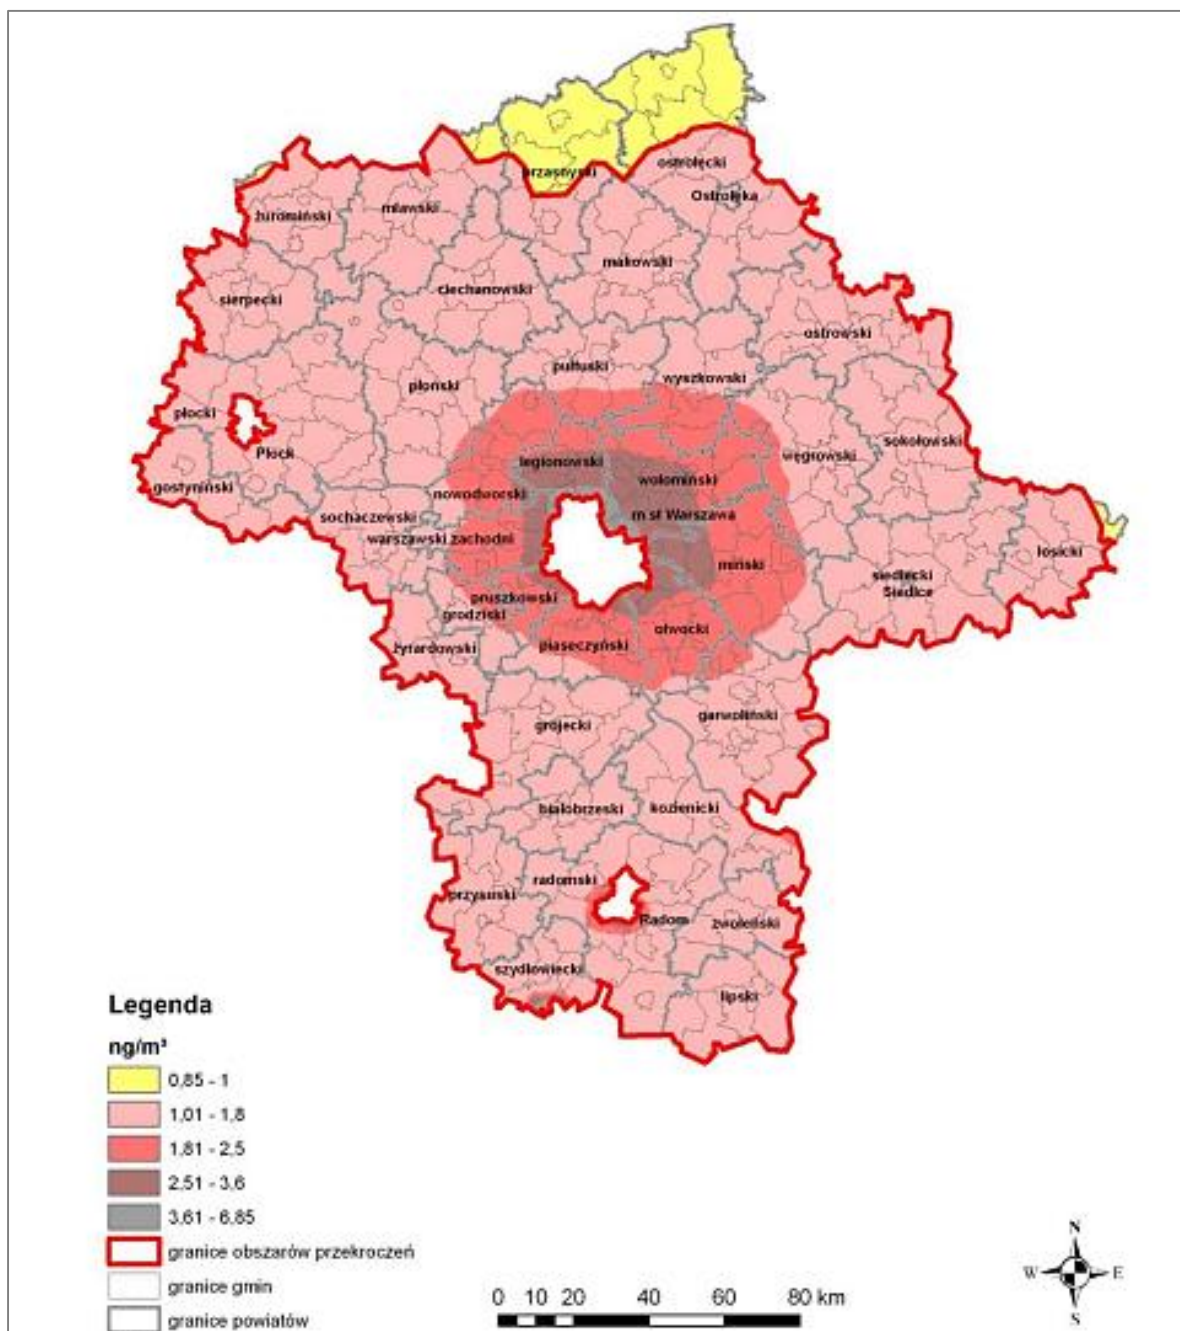 ostrołęcki
przasnyski
Ostrołęka
żuromiński
mławski
makowski
ciechanowski
sierpecki
ostrowski
pułtuski
wyszkowski
płoński
płocki
Płock
sokołowski
węgrowski
legionowski
wołomiński
gostyniński
nowodworski
sochaczewski
m.st Warszawa
warszawski zachodni
łosicki
miński
siedlecki
Siedlce
pruszkowski
grodziski
otwocki
piaseczyński
żyrardowski
garwoliński
grójecki
białobrzeski
kozienicki
radomski
przysuski
Radom
zwoleński
szydłowiecki
lipski
Legenda
ng/m³
0,85 - 1
1,01 - 1,8
1,81 - 2,5
2,51 - 3,6
3,61 - 6,85
granice obszarów przekroczeń
granice gmin
granice powiatów
0 10 20 40 60 80 km
N
W E
S